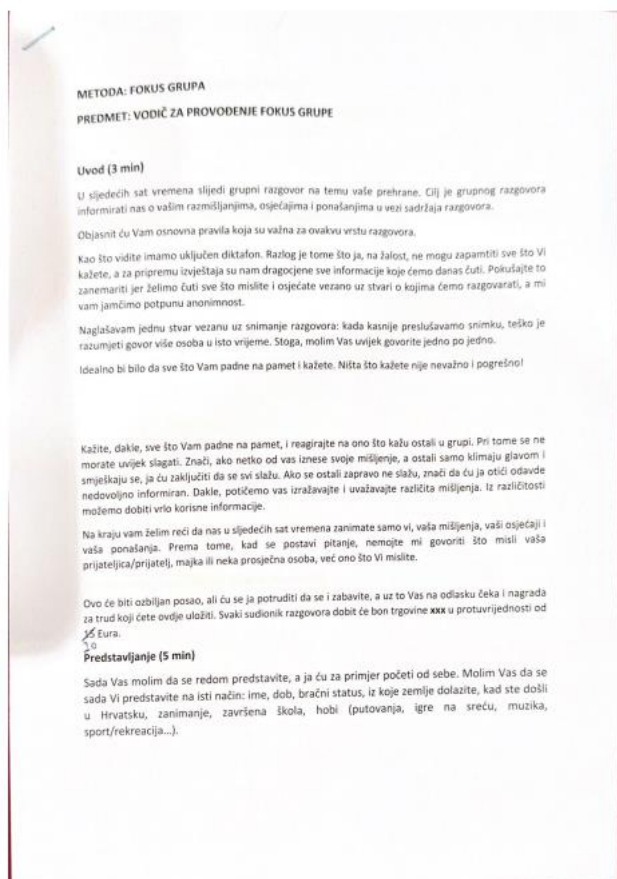 METODA: FOKUS GRUPA
PREDMET: VODIČ ZA PROVOĐENJE FOKUS GRUPE
Uvod (3 min)
U sljedećih sat vremena slijedi grupni razgovor na temu vaše prehrane. Cilj je grupnog razgovora
informirati nas o vašim razmišljanjima, osjećajima i ponašanjima u vezi sadržaja razgovora.
Objasnit ću Vam osnovna pravila koja su važna za ovakvu vrstu razgovora.
Kao što vidite imamo uključen diktafon. Razlog je tome što ja, na žalost, ne mogu zapamtiti sve što Vi
kažete, a za pripremu izvještaja su nam dragocjene sve informacije koje ćemo danas čuti. Pokušajte to
zanemariti jer želimo čuti sve što mislite i osjećate vezano uz stvari o kojima ćemo razgovarati, a mi
vam jamčimo potpunu anonimnost.
Naglašavam jednu stvar vezanu uz snimanje razgovora: kada kasnije preslušavamo snimku, teško je
razumjeti govor više osoba u isto vrijeme. Stoga, molim Vas uvijek govorite jedno po jedno.
Idealno bi bilo da sve što Vam padne na pamet i kažete. Ništa što kažete nije nevažno i pogrešno!
Kažite, dakle, sve što Vam padne na pamet, i reagirajte na ono što kažu ostali u grupi. Pri tome se ne
morate uvijek slagati. Znači, ako netko od vas iznese svoje mišljenje, a ostali samo klimaju glavom i
smješkaju se, ja ću zaključiti da se svi slažu. Ako se ostali zapravo ne slažu, znači da ću ja otići odavde
nedovoljno informiran. Dakle, potičemo vas izražavajte i uvažavajte različita mišljenja. Iz različitosti
možemo dobiti vrlo korisne informacije.
Na kraju vam želim reći da nas u sljedećih sat vremena zanimate samo vi, vaša mišljenja, vaši osjećaji i
vaša ponašanja. Prema tome, kad se postavi pitanje, nemojte mi govoriti što misli vaša
prijateljica/prijatelj, majka ili neka prosječna osoba, već ono što Vi mislite.
Ovo će biti ozbiljan posao, ali ću se ja potruditi da se i zabavite, a uz to Vas na odlasku čeka i nagrada
za trud koji ćete ovdje uložiti. Svaki sudionik razgovora dobit će bon trgovine xxx u protuvrijednosti od
15 Eura.
20
Predstavljanje (5 min)
Sada Vas molim da se redom predstavite, a ja ću za primjer početi od sebe. Molim Vas da se
sada Vi predstavite na isti način: ime, dob, bračni status, iz koje zemlje dolazite, kad ste došli
u Hrvatsku, zanimanje, završena škola, hobi (putovanja, igre na sreću, muzika,
sport/rekreacija...).